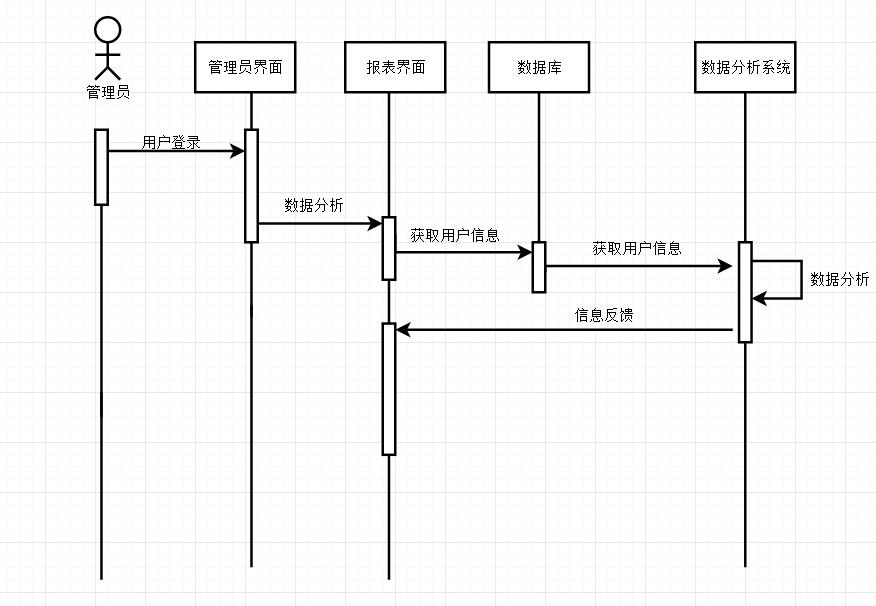 管理员
管理员界面
报表界面
数据库
数据分析系统
用户登录
数据分析
获取用户信息
获取用户信息
数据分析
信息反馈